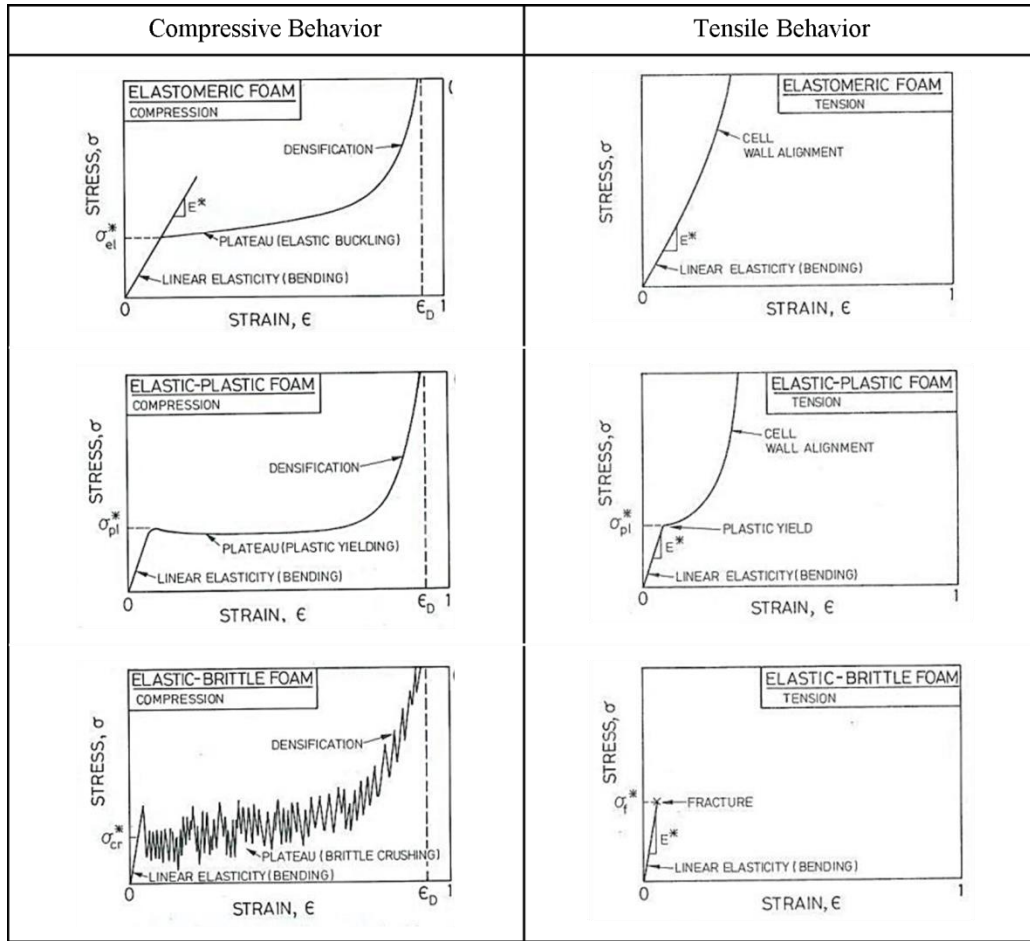 Compressive Behavior
Tensile Behavior
ELASTOMERIC FOAM
COMPRESSION
STRESS, σ
DENSIFICATION
E*
σ*el
PLATEAU (ELASTIC BUCKLING)
LINEAR ELASTICITY (BENDING)
0
ϵD
1
STRAIN, ϵ
ELASTOMERIC FOAM
TENSION
STRESS, σ
CELL
WALL ALIGNMENT
E*
LINEAR ELASTICITY (BENDING)
0
1
STRAIN, ϵ
ELASTIC-PLASTIC FOAM
COMPRESSION
STRESS, σ
DENSIFICATION
σ*pl
PLATEAU (PLASTIC YIELDING)
LINEAR ELASTICITY (BENDING)
0
ϵD
1
STRAIN, ϵ
ELASTIC-PLASTIC FOAM
TENSION
STRESS, σ
CELL
WALL ALIGNMENT
σ*pl
PLASTIC YIELD
E*
LINEAR ELASTICITY (BENDING)
0
1
STRAIN, ϵ
ELASTIC-BRITTLE FOAM
COMPRESSION
STRESS, σ
DENSIFICATION
σ*cr
PLATEAU (BRITTLE CRUSHING)
LINEAR ELASTICITY (BENDING)
0
ϵD
1
STRAIN, ϵ
ELASTIC-BRITTLE FOAM
TENSION
STRESS, σ
σ*f
FRACTURE
E*
LINEAR ELASTICITY (BENDING)
0
1
STRAIN, ϵ